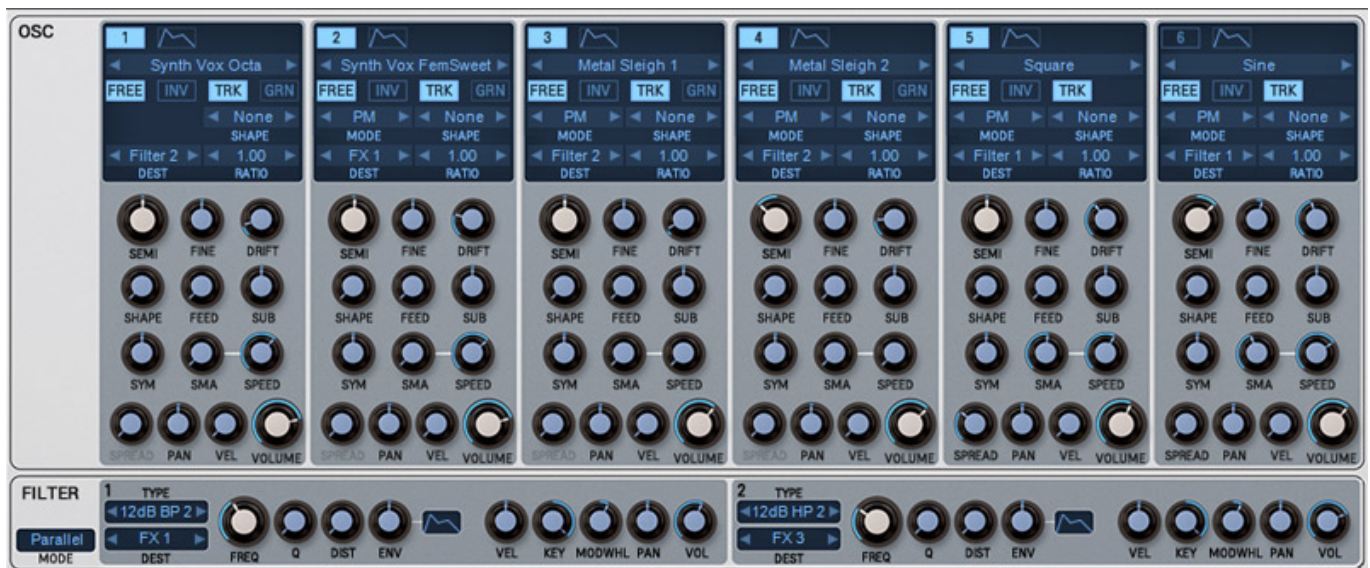 OSC
1 2 3 4 5 6
Synth Vox Octa Synth Vox FemSweet Metal Sleigh 1 Metal Sleigh 2 Square Sine
FREE INV TRK GRN FREE INV TRK GRN FREE INV TRK GRN FREE INV TRK GRN FREE INV TRK FREE INV TRK
None PM None PM None PM None PM None PM None
SHAPE MODE SHAPE MODE SHAPE MODE SHAPE MODE SHAPE MODE SHAPE
Filter 2 1.00 FX 1 1.00 Filter 2 1.00 Filter 2 1.00 Filter 1 1.00 Filter 1 1.00
DEST RATIO DEST RATIO DEST RATIO DEST RATIO DEST RATIO DEST RATIO
SEMI FINE DRIFT SEMI FINE DRIFT SEMI FINE DRIFT SEMI FINE DRIFT SEMI FINE DRIFT SEMI FINE DRIFT
SHAPE FEED SUB SHAPE FEED SUB SHAPE FEED SUB SHAPE FEED SUB SHAPE FEED SUB SHAPE FEED SUB
SYM SMA SPEED SYM SMA SPEED SYM SMA SPEED SYM SMA SPEED SYM SMA SPEED SYM SMA SPEED
SPREAD PAN VEL VOLUME SPREAD PAN VEL VOLUME SPREAD PAN VEL VOLUME SPREAD PAN VEL VOLUME SPREAD PAN VEL VOLUME SPREAD PAN VEL VOLUME
FILTER 1 TYPE 2 TYPE
12dB BP 2 12dB HP 2
Parallel FX 1 FX 3
MODE DEST FREQ Q DIST ENV VEL KEY MODWHL PAN VOL DEST FREQ Q DIST ENV VEL KEY MODWHL PAN VOL